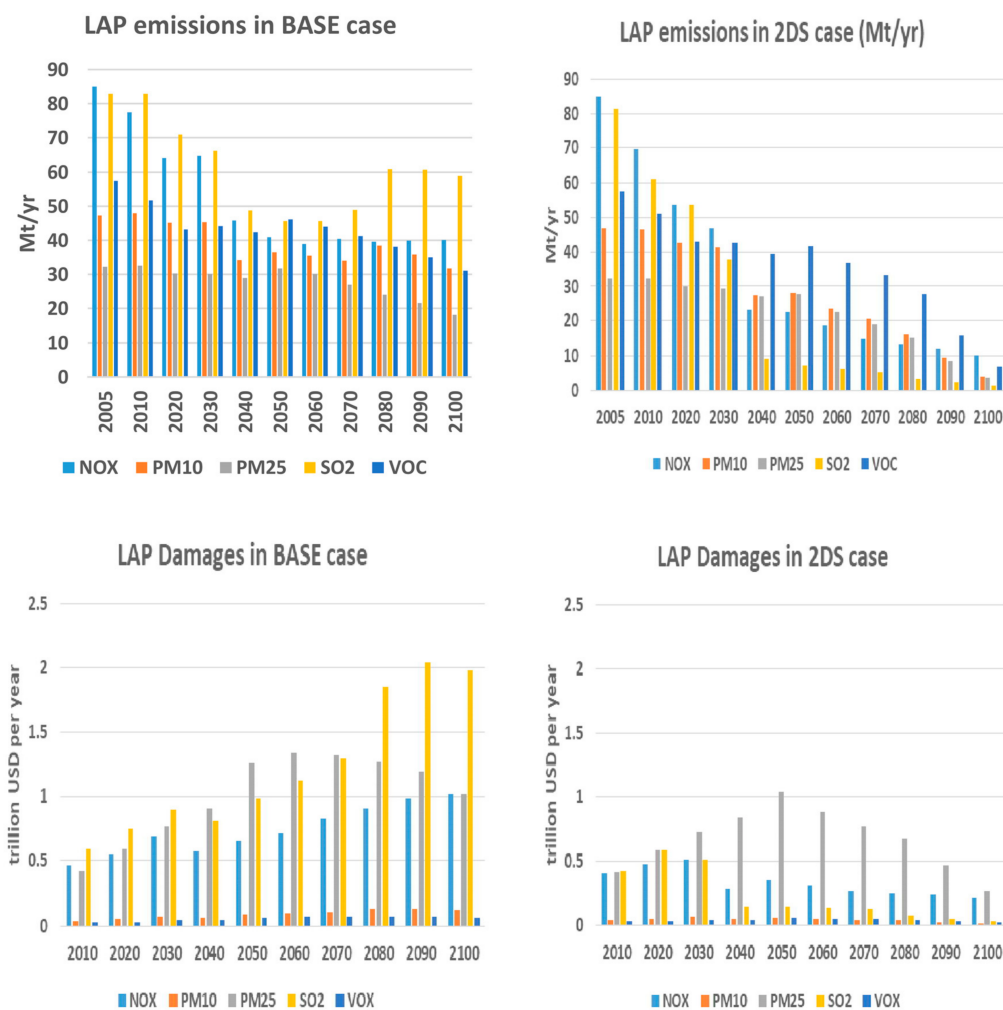 LAP emissions in BASE case
Mt/yr
90
80
70
60
50
40
30
20
10
0
2005 2010 2020 2030 2040 2050 2060 2070 2080 2090 2100
NOX PM10 PM25 SO2 VOC
LAP emissions in 2DS case (Mt/yr)
Mt/yr
90
80
70
60
50
40
30
20
10
0
2005 2010 2020 2030 2040 2050 2060 2070 2080 2090 2100
NOX PM10 PM25 SO2 VOC
LAP Damages in BASE case
trillion USD per year
2.5
2
1.5
1
0.5
0
2010 2020 2030 2040 2050 2060 2070 2080 2090 2100
NOX PM10 PM25 SO2 VOX
LAP Damages in 2DS case
trillion USD per year
2.5
2
1.5
1
0.5
0
2010 2020 2030 2040 2050 2060 2070 2080 2090 2100
NOX PM10 PM25 SO2 VOX